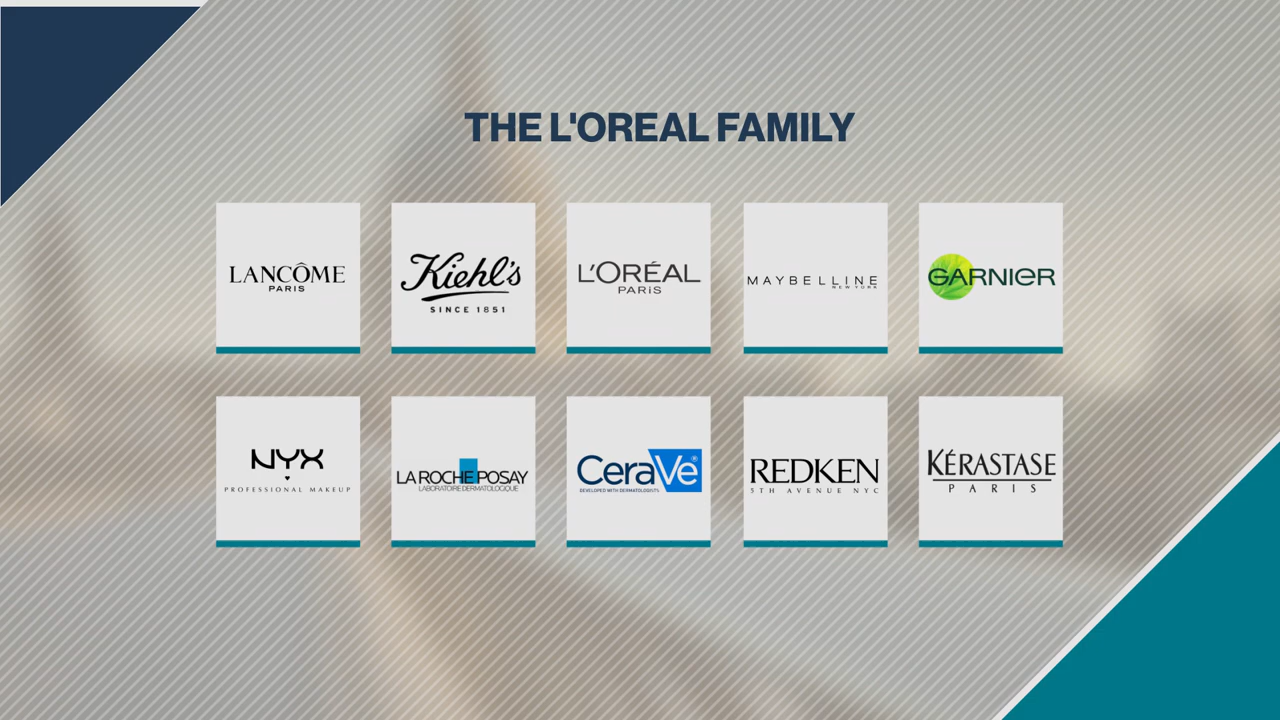 THE L'OREAL FAMILY
LANCÔME
PARIS
Kiehl's
SINCE 1851
L'ORÉAL
PARIS
MAYBELLINE
NEW YORK
GARNIER
NYX
PROFESSIONAL MAKEUP
LA ROCHE POSAY
LABORATOIRE DERMATOLOGIQUE
CeraVe®
DEVELOPED WITH DERMATOLOGISTS
REDKEN
5TH AVENUE NYC
KÉRASTASE
PARIS